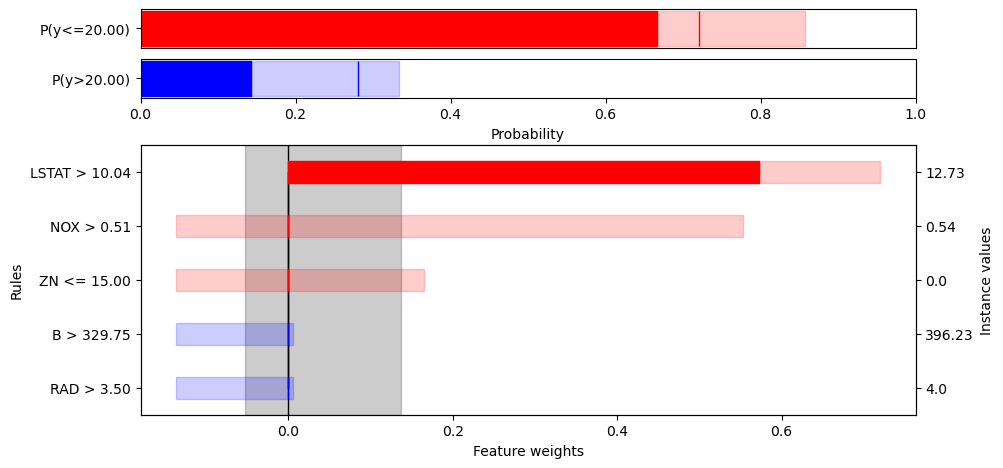 P(y<=20.00)
P(y>20.00)
0.0 0.2 0.4 0.6 0.8 1.0
Probability
LSTAT > 10.04 12.73
NOX > 0.51 0.54
ZN <= 15.00 0.0
B > 329.75 396.23
RAD > 3.50 4.0
Rules
Instance values
0.0 0.2 0.4 0.6
Feature weights